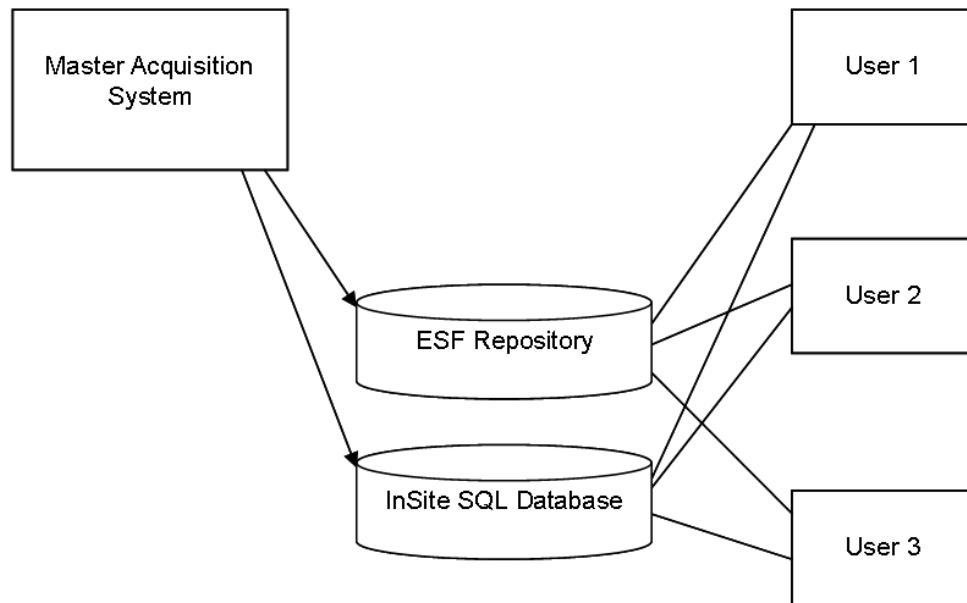 Master Acquisition
System
User 1
User 2
ESF Repository
InSite SQL Database
User 3